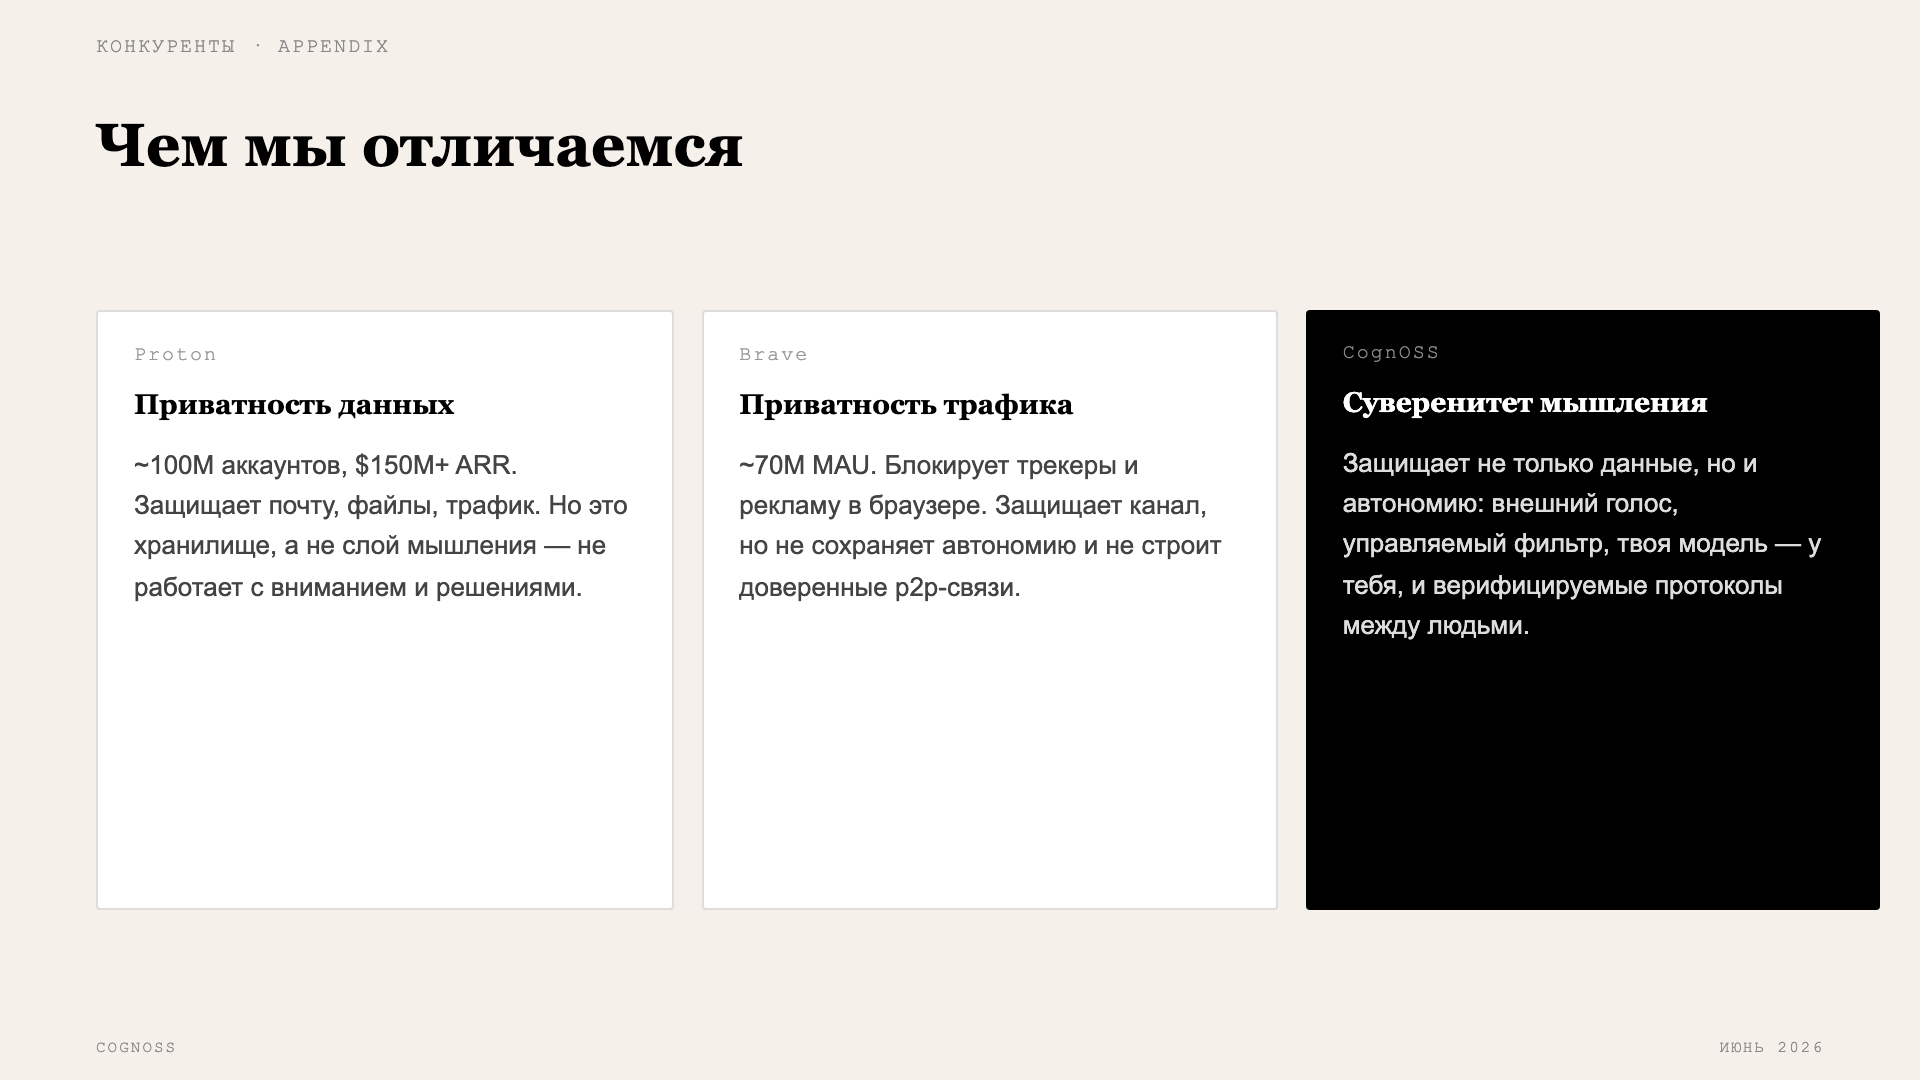 КОНКУРЕНТЫ · APPENDIX
Чем мы отличаемся
Proton
Приватность данных
~100M аккаунтов, $150M+ ARR.
Защищает почту, файлы, трафик. Но это
хранилище, а не слой мышления — не
работает с вниманием и решениями.
Brave
Приватность трафика
~70M MAU. Блокирует трекеры и
рекламу в браузере. Защищает канал,
но не сохраняет автономию и не строит
доверенные p2p-связи.
CognOSS
Суверенитет мышления
Защищает не только данные, но и
автономию: внешний голос,
управляемый фильтр, твоя модель — у
тебя, и верифицируемые протоколы
между людьми.
COGNOSS
ИЮНЬ 2026